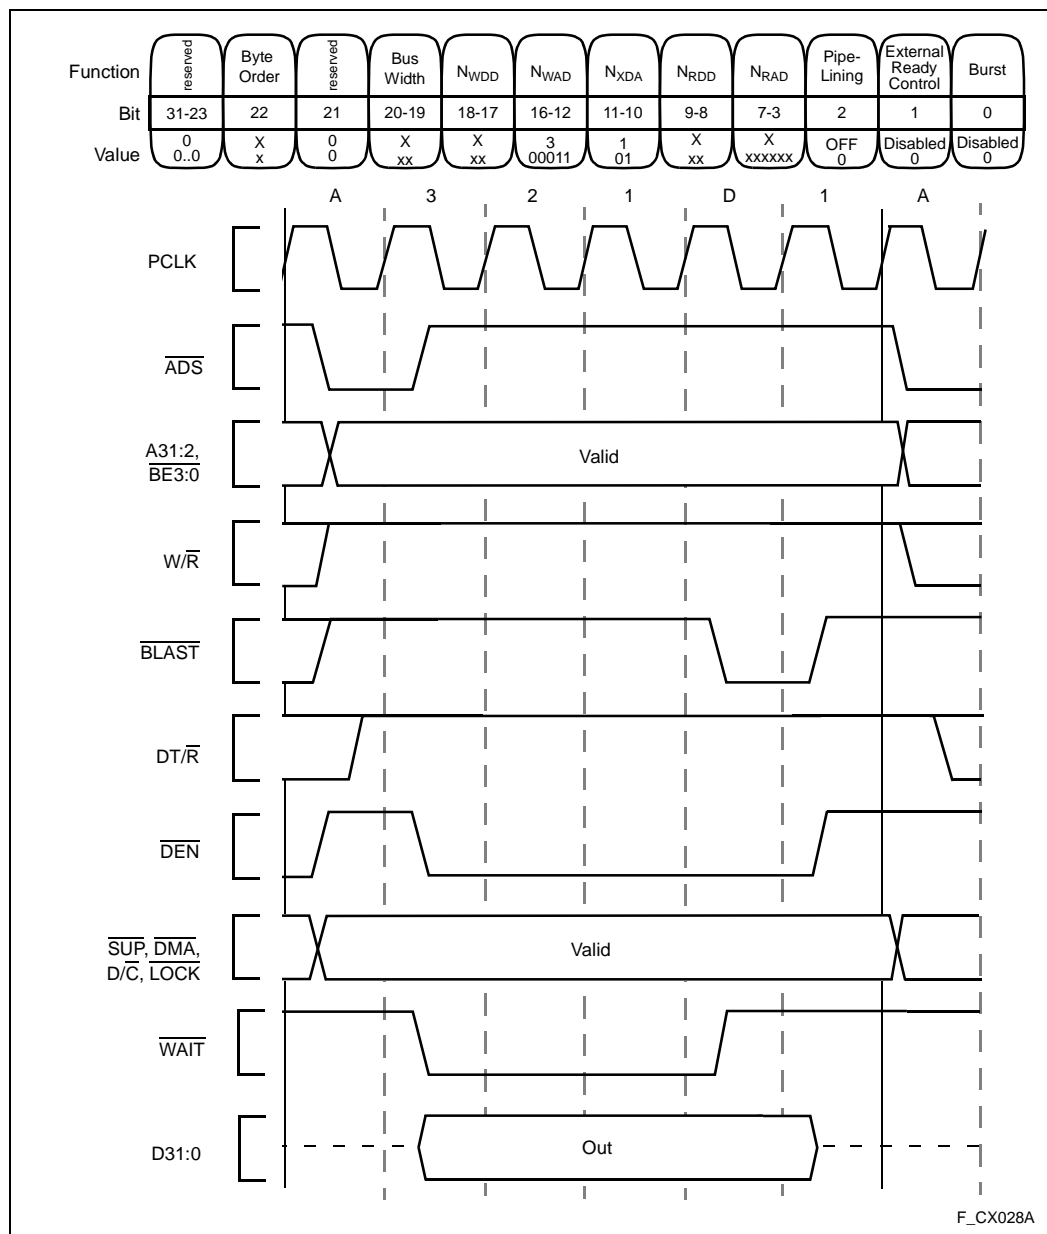 Function reserved Byte Order reserved Bus Width NWDD NWAD NXDA NRDD NRAD Pipe-Lining External Ready Control Burst
Bit 31-23 22 21 20-19 18-17 16-12 11-10 9-8 7-3 2 1 0
Value 0 X 0 X X 3 1 X X OFF Disabled Disabled
0..0 x 0 xx xx 00011 01 xx xxxxxx 0 0 0
A 3 2 1 D 1 A
PCLK
ADS
A31:2,
BE3:0
Valid
W/R
BLAST
DT/R
DEN
SUP, DMA,
D/C, LOCK
Valid
WAIT
D31:0
Out
F_CX028A